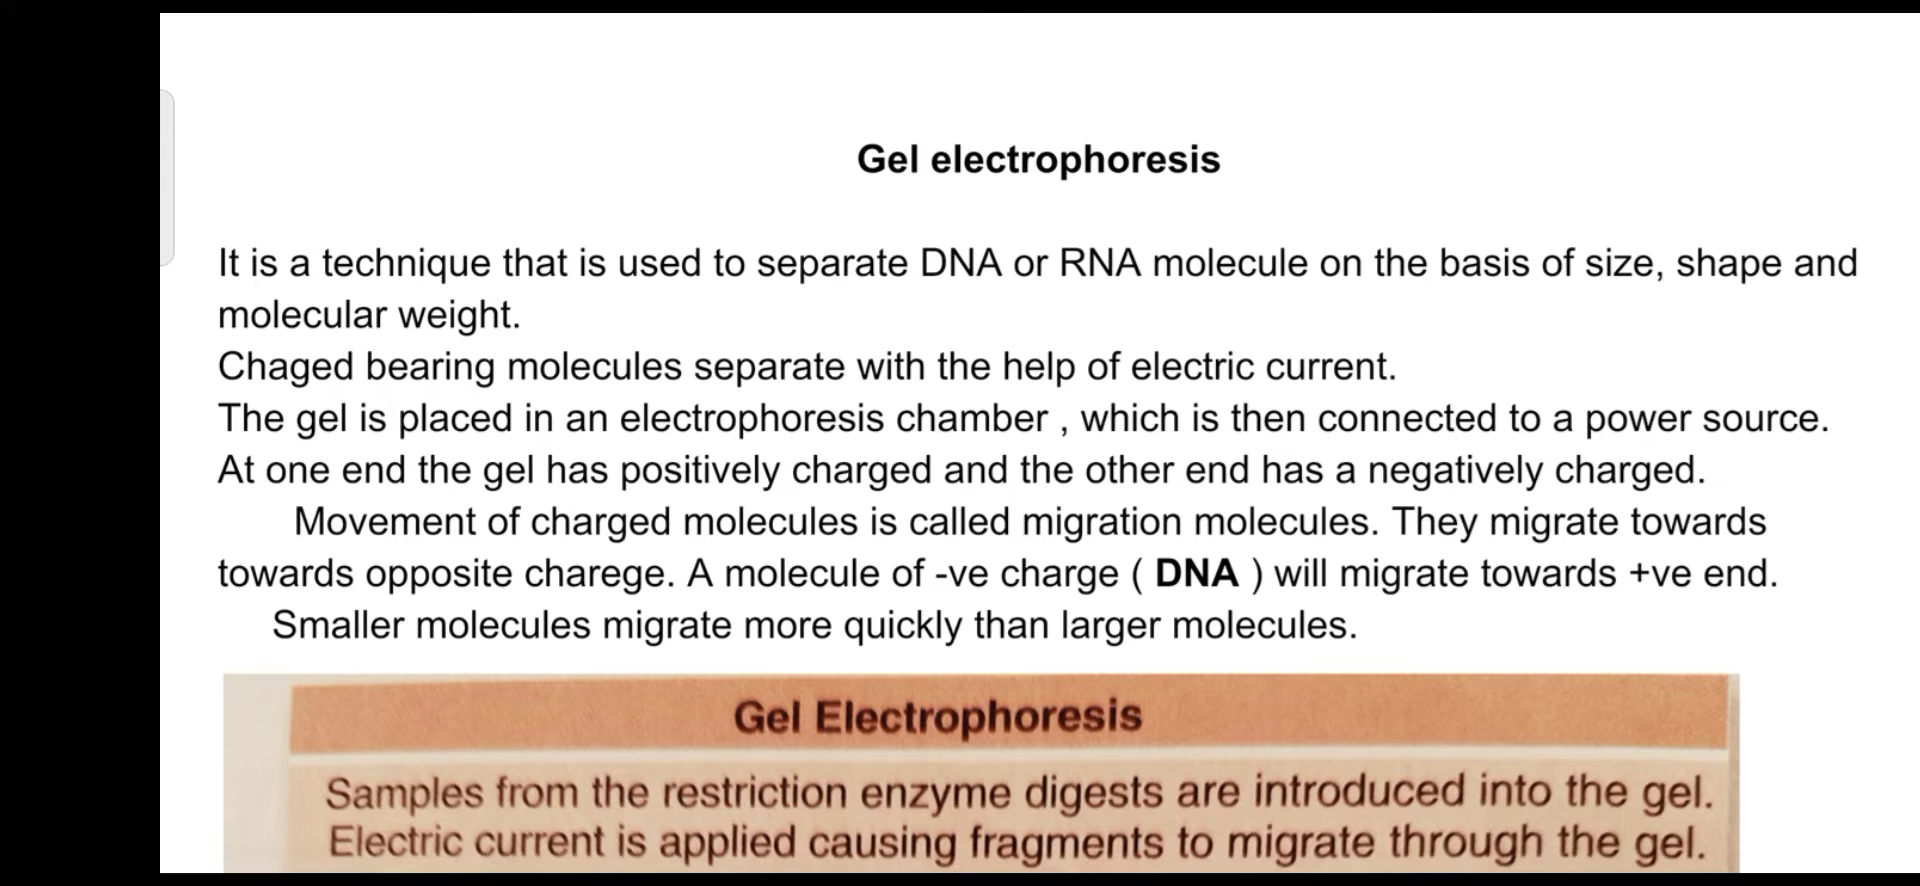 Gel electrophoresis
It is a technique that is used to separate DNA or RNA molecule on the basis of size, shape and
molecular weight.
Chaged bearing molecules separate with the help of electric current.
The gel is placed in an electrophoresis chamber , which is then connected to a power source.
At one end the gel has positively charged and the other end has a negatively charged.
Movement of charged molecules is called migration molecules. They migrate towards
towards opposite charege. A molecule of -ve charge ( DNA ) will migrate towards +ve end.
Smaller molecules migrate more quickly than larger molecules.
Gel Electrophoresis
Samples from the restriction enzyme digests are introduced into the gel.
Electric current is applied causing fragments to migrate through the gel.